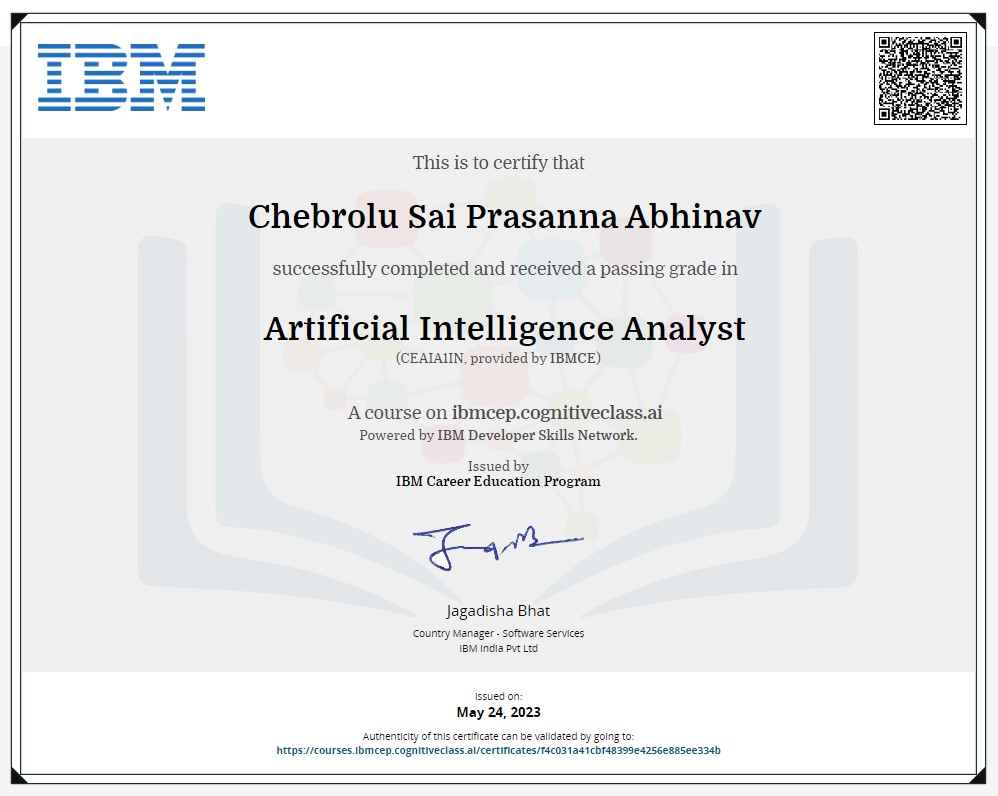 IBM
This is to certify that
Chebrolu Sai Prasanna Abhinav
successfully completed and received a passing grade in
Artificial Intelligence Analyst
(CEAIA1IN, provided by IBMCE)
A course on ibmcep.cognitiveclass.ai
Powered by IBM Developer Skills Network.
Issued by
IBM Career Education Program
Jagadisha Bhat
Country Manager - Software Services
IBM India Pvt Ltd
Issued on:
May 24, 2023
Authenticity of this certificate can be validated by going to:
https://courses.ibmcep.cognitiveclass.ai/certificates/f4c031a41cbf48399e4256e885ee334b